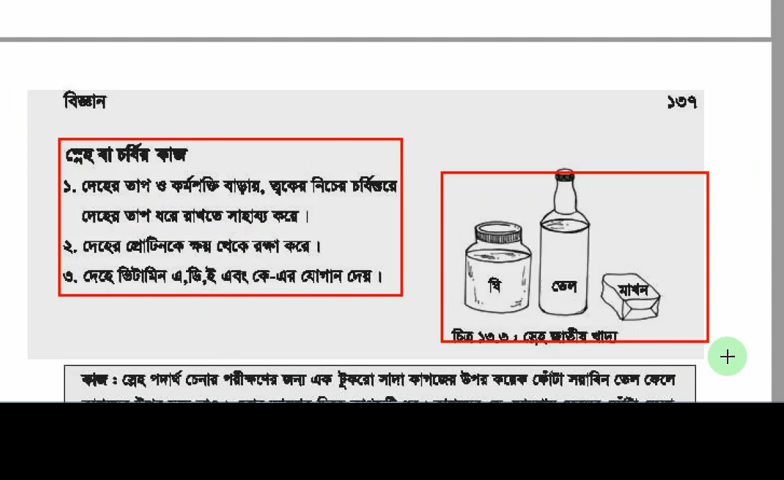 বিজ্ঞান
১৩৭
স্নেহ বা চর্বির কাজ
১. দেহের তাপ ও কর্মশক্তি বাড়ায়, ত্বকের নিচের চর্বিস্তরে
দেহের তাপ ধরে রাখতে সাহায্য করে।
২. দেহের প্রোটিনকে ক্ষয় থেকে রক্ষা করে।
৩. দেহে ভিটামিন এ,ডি,ই এবং কে-এর যোগান দেয়।
ঘি
তেল
মাখন
চিত্র ১৩.৩ : স্নেহ জাতীয় খাদ্য
কাজ : স্নেহ পদার্থ চেনার পরীক্ষণের জন্য এক টুকরো সাদা কাগজের উপর কয়েক ফোঁটা সয়াবিন তেল ফেলে